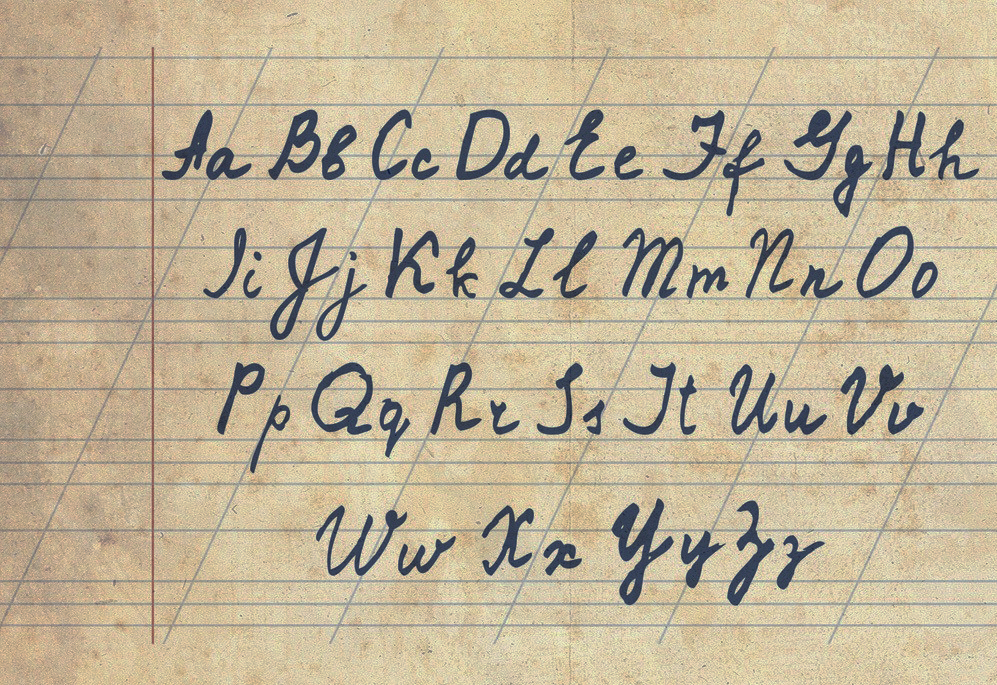 Aa Bb Cc Dd Ee Ff Gg Hh
Ii Jj Kk Ll Mm Nn Oo
Pp Qq Rr Ss Tt Uu Vv
Ww Xx Yy Zz